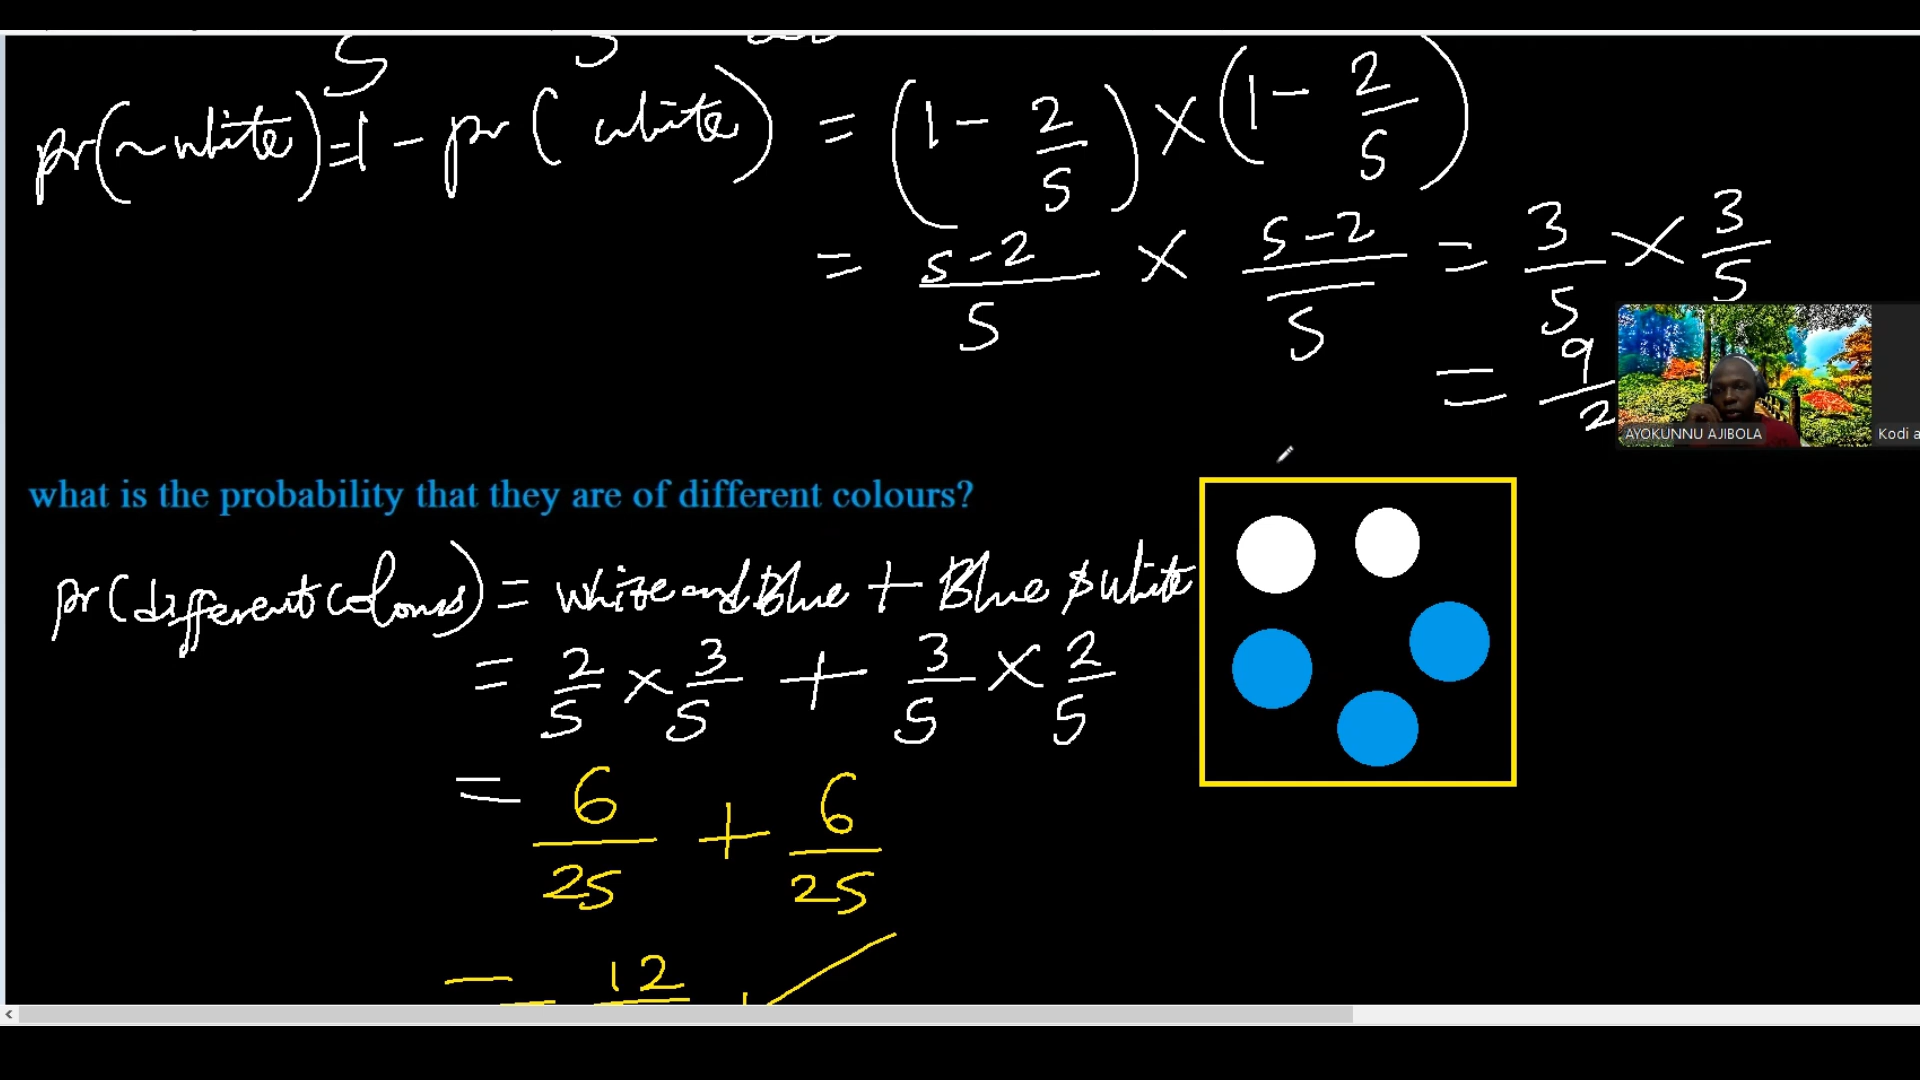 pr(~white)=1 - pr(white) = (1 - 2/5) × (1 - 2/5)
= 5-2/5 × 5-2/5 = 3/5 × 3/5
= 9/2
AYOKUNNU AJIBOLA
Kodi a
what is the probability that they are of different colours?
pr(different colours) = white and Blue + Blue & white
= 2/5 × 3/5 + 3/5 × 2/5
= 6/25 + 6/25
= 12